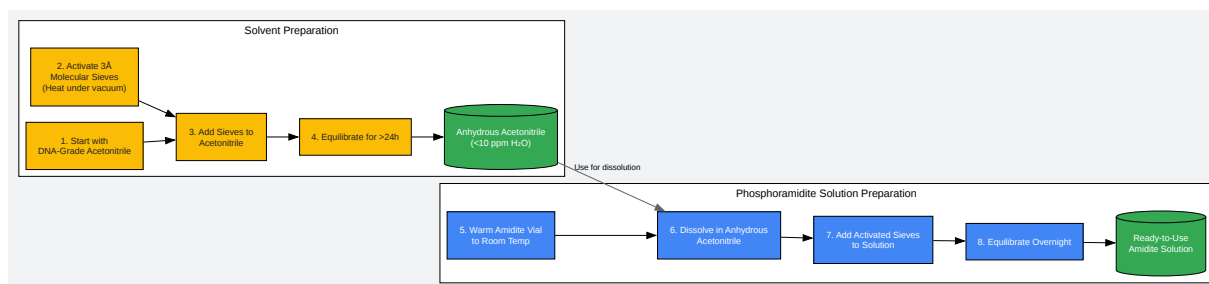 Solvent Preparation
2. Activate 3Å
Molecular Sieves
(Heat under vacuum)
1. Start with
DNA-Grade Acetonitrile
3. Add Sieves to
Acetonitrile
4. Equilibrate for >24h
Anhydrous Acetonitrile
(<10 ppm H₂O)
Use for dissolution
Phosphoramidite Solution Preparation
5. Warm Amidite Vial
to Room Temp
6. Dissolve in Anhydrous
Acetonitrile
7. Add Activated Sieves
to Solution
8. Equilibrate Overnight
Ready-to-Use
Amidite Solution